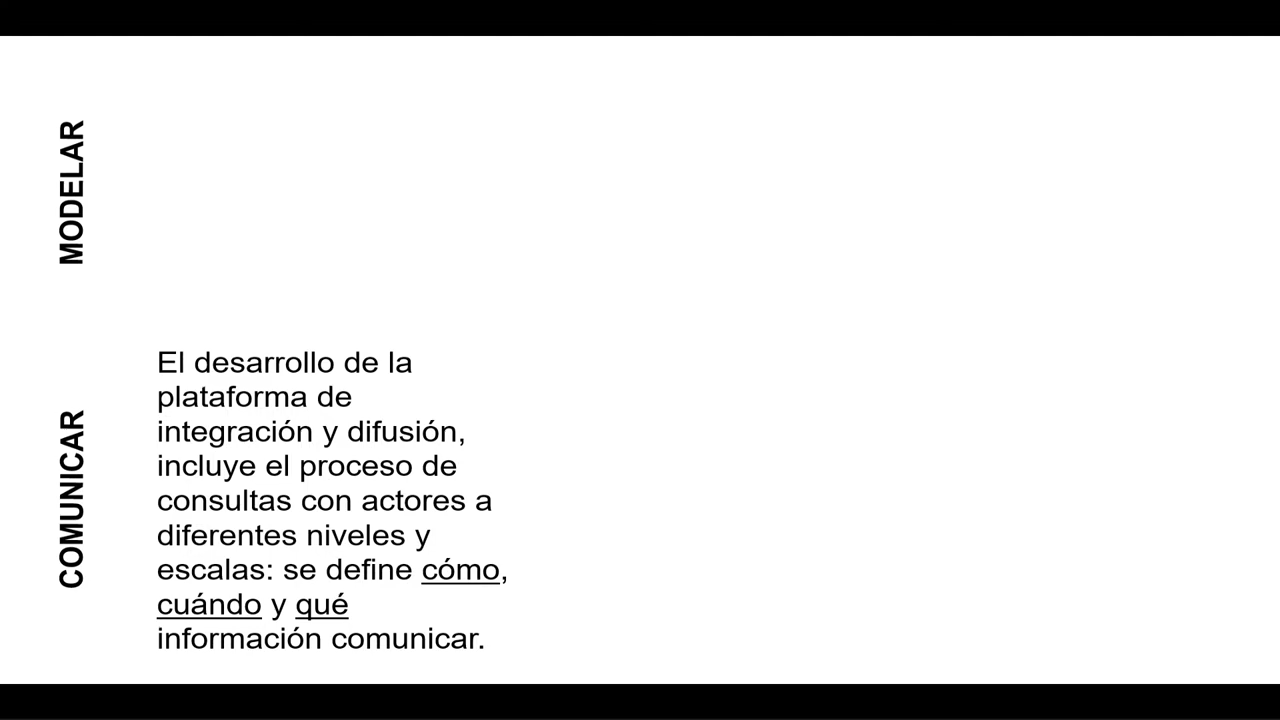 MODELAR
COMUNICAR
El desarrollo de la
plataforma de
integración y difusión,
incluye el proceso de
consultas con actores a
diferentes niveles y
escalas: se define cómo,
cuándo y qué
información comunicar.